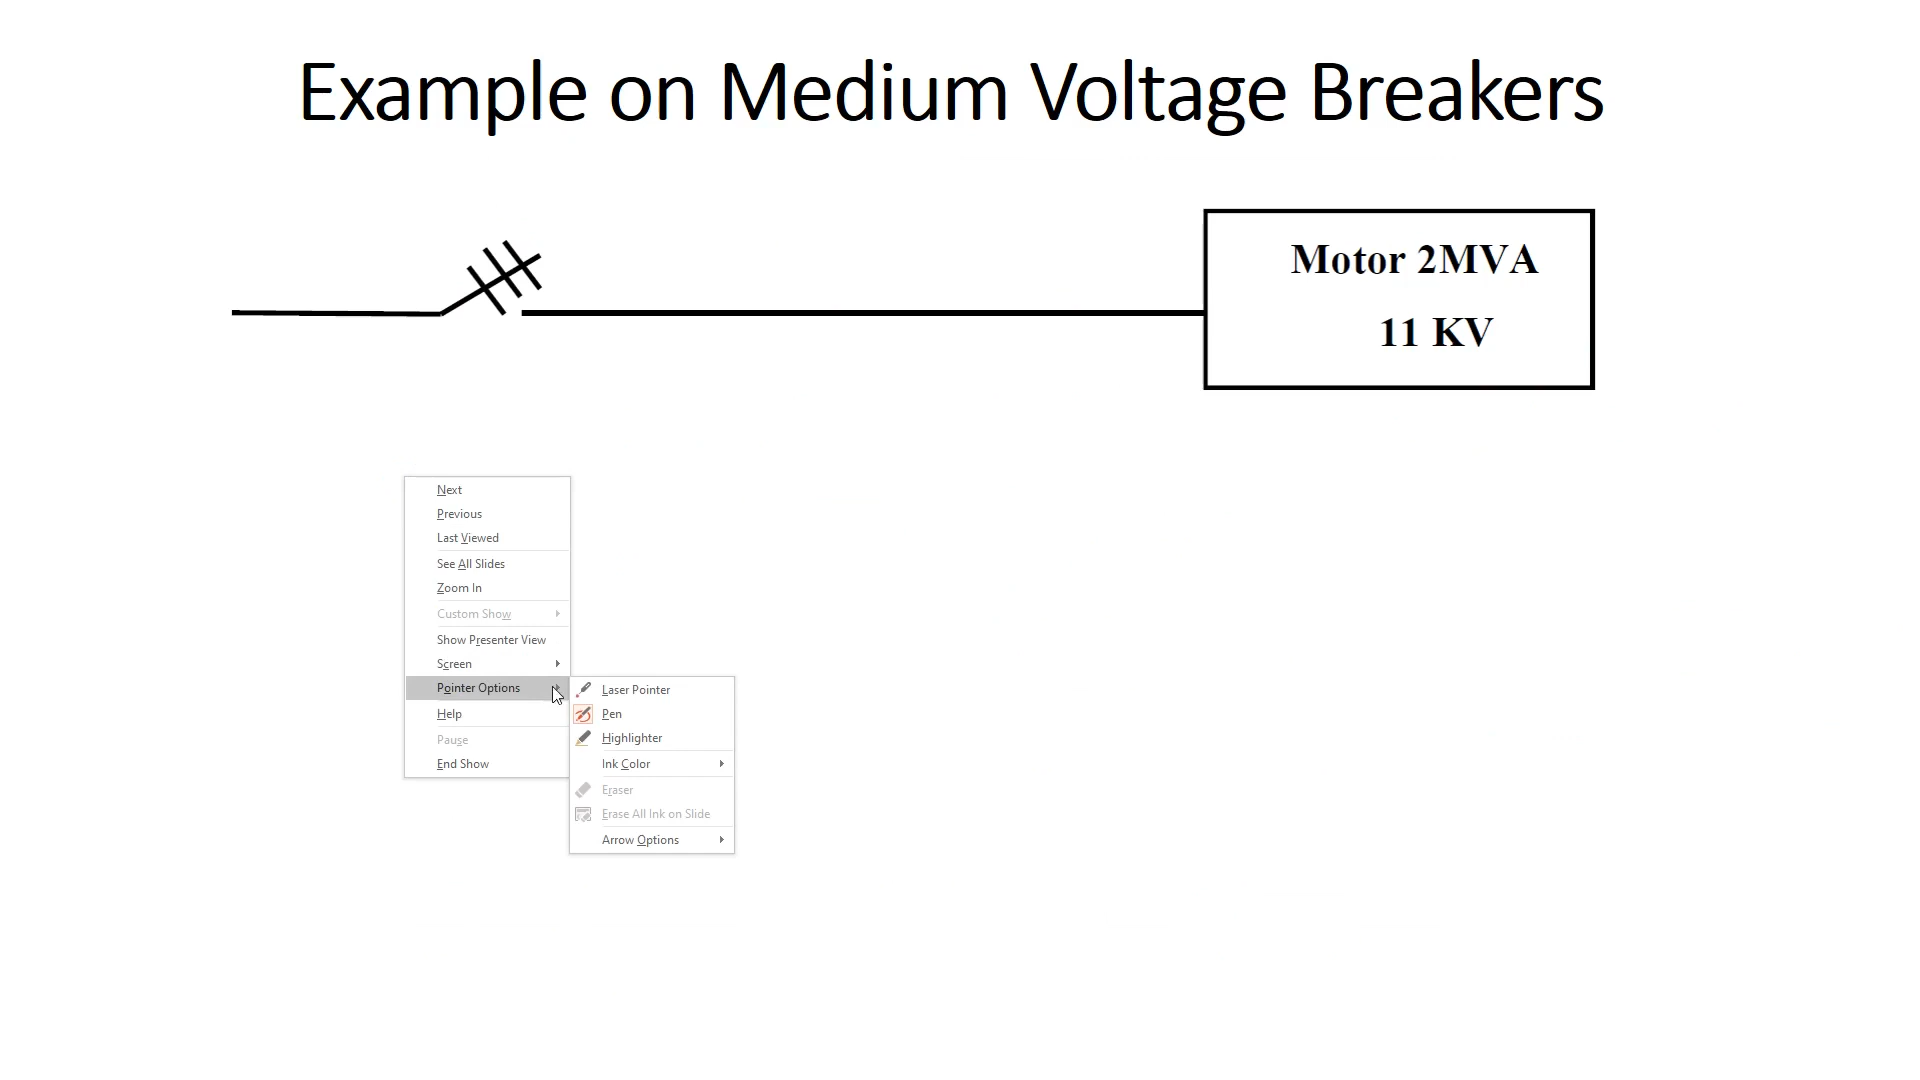 Example on Medium Voltage Breakers
Motor 2MVA
11 KV
Next
Previous
Last Viewed
See All Slides
Zoom In
Custom Show
Show Presenter View
Screen
Pointer Options
Help
Pause
End Show
Laser Pointer
Pen
Highlighter
Ink Color
Eraser
Erase All Ink on Slide
Arrow Options